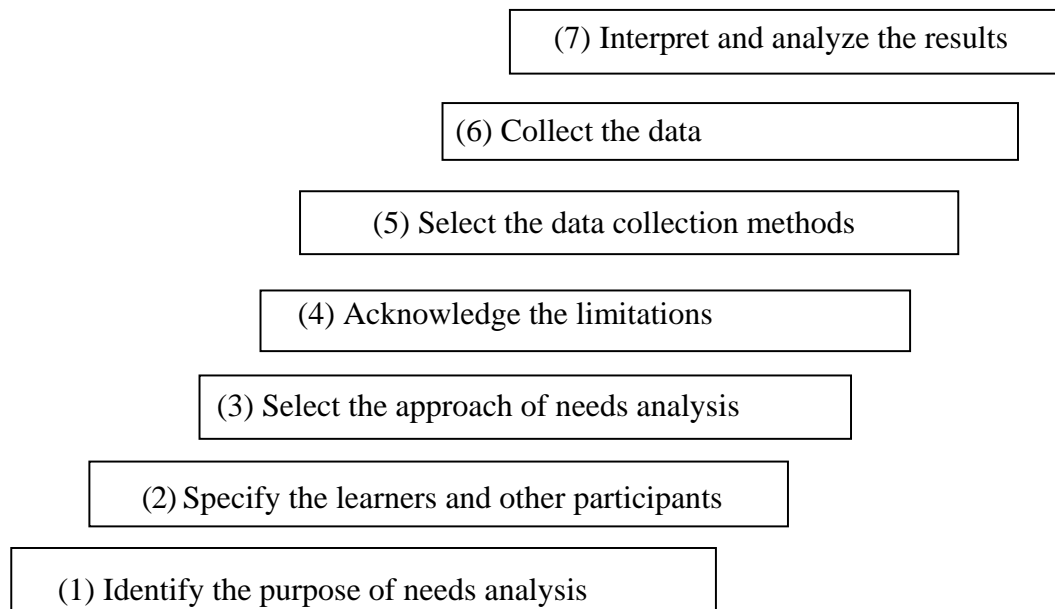 (7) Interpret and analyze the results
(6) Collect the data
(5) Select the data collection methods
(4) Acknowledge the limitations
(3) Select the approach of needs analysis
(2) Specify the learners and other participants
(1) Identify the purpose of needs analysis